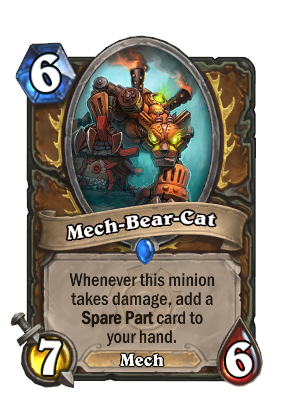 6
Mech-Bear-Cat
Whenever this minion
takes damage, add a
Spare Part card to
your hand.
7
Mech
6